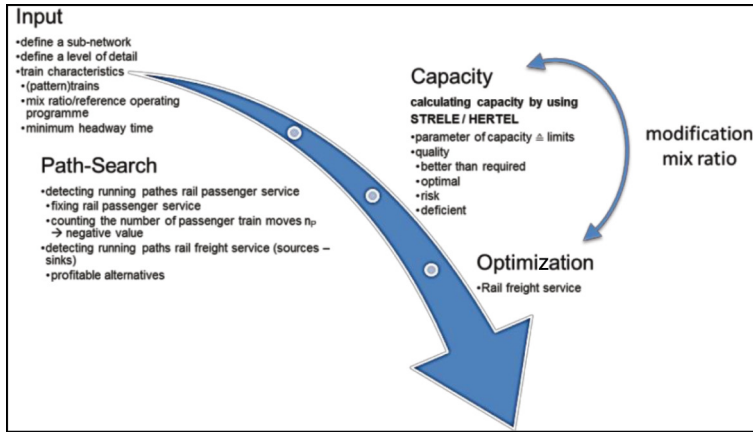 Input
•define a sub-network
•define a level of detail
•train characteristics
•(pattern)trains
•mix ratio/reference operating
programme
•minimum headway time
Path-Search
•detecting running pathes rail passenger service
•fixing rail passenger service
•counting the number of passenger train moves nP
→ negative value
•detecting running paths rail freight service (sources –
sinks)
•profitable alternatives
Capacity
calculating capacity by using
STRELE / HERTEL
•parameter of capacity ≙ limits
•quality
•better than required
•optimal
•risk
•deficient
Optimization
•Rail freight service
modification
mix ratio